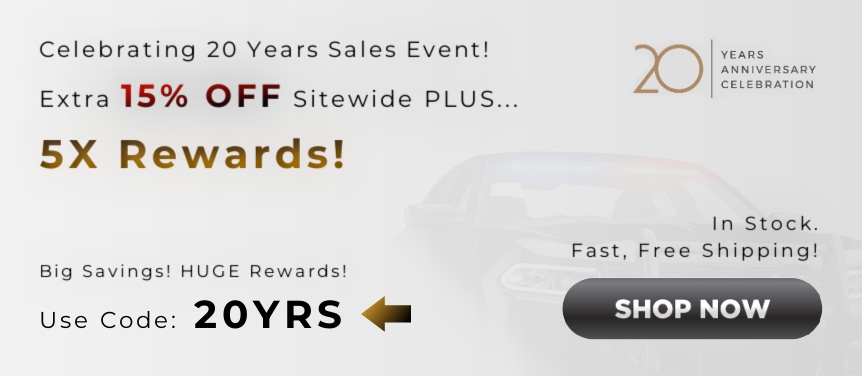 Celebrating 20 Years Sales Event!
Extra 15% OFF Sitewide PLUS...
5X Rewards!
20 YEARS
ANNIVERSARY
CELEBRATION
In Stock.
Fast, Free Shipping!
Big Savings! HUGE Rewards!
Use Code: 20YRS
SHOP NOW